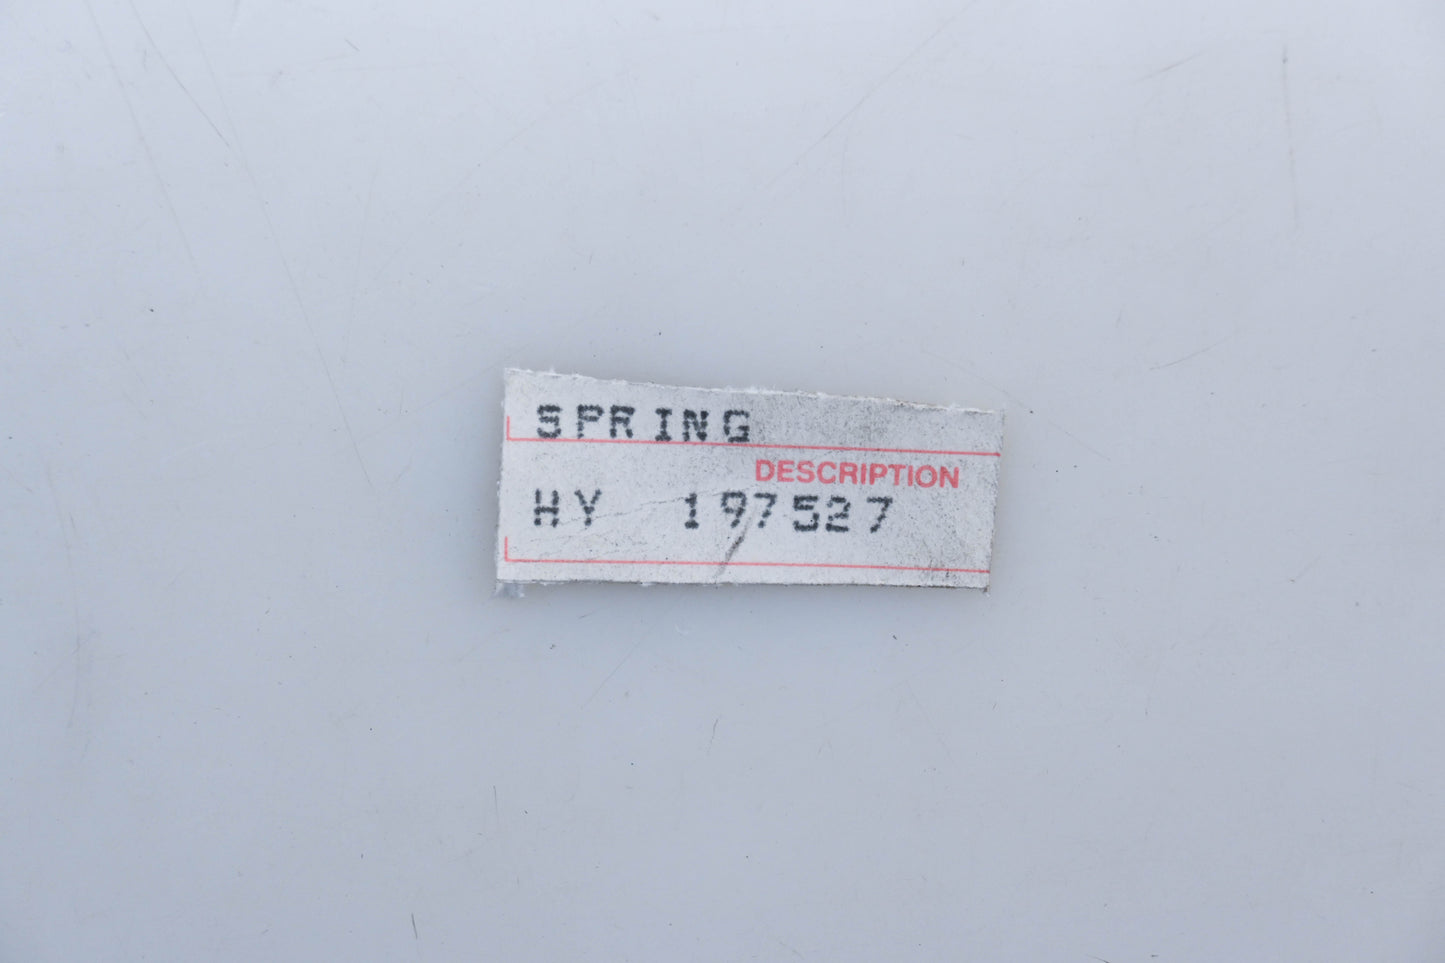 SPRING
DESCRIPTION
HY 197527